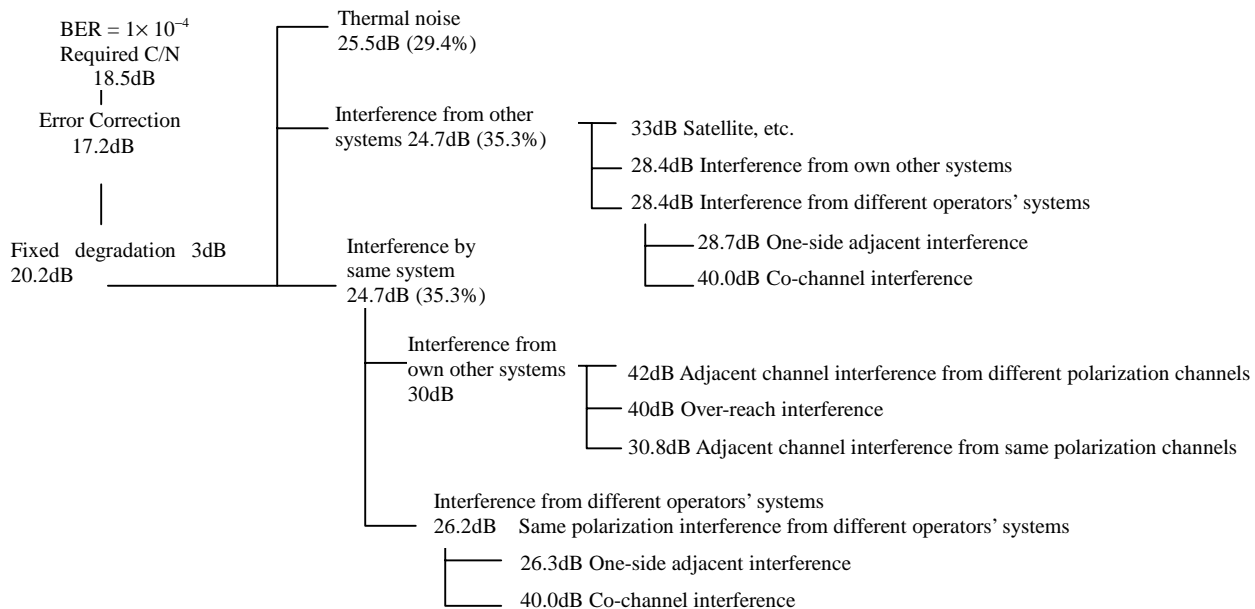 BER = 1× 10⁻⁴
Required C/N
18.5dB
Error Correction
17.2dB
Fixed degradation 3dB
20.2dB
Thermal noise
25.5dB (29.4%)
Interference from other
systems 24.7dB (35.3%)
33dB Satellite, etc.
28.4dB Interference from own other systems
28.4dB Interference from different operators’ systems
28.7dB One-side adjacent interference
40.0dB Co-channel interference
Interference by
same system
24.7dB (35.3%)
Interference from
own other systems
30dB
42dB Adjacent channel interference from different polarization channels
40dB Over-reach interference
30.8dB Adjacent channel interference from same polarization channels
Interference from different operators’ systems
26.2dB Same polarization interference from different operators’ systems
26.3dB One-side adjacent interference
40.0dB Co-channel interference